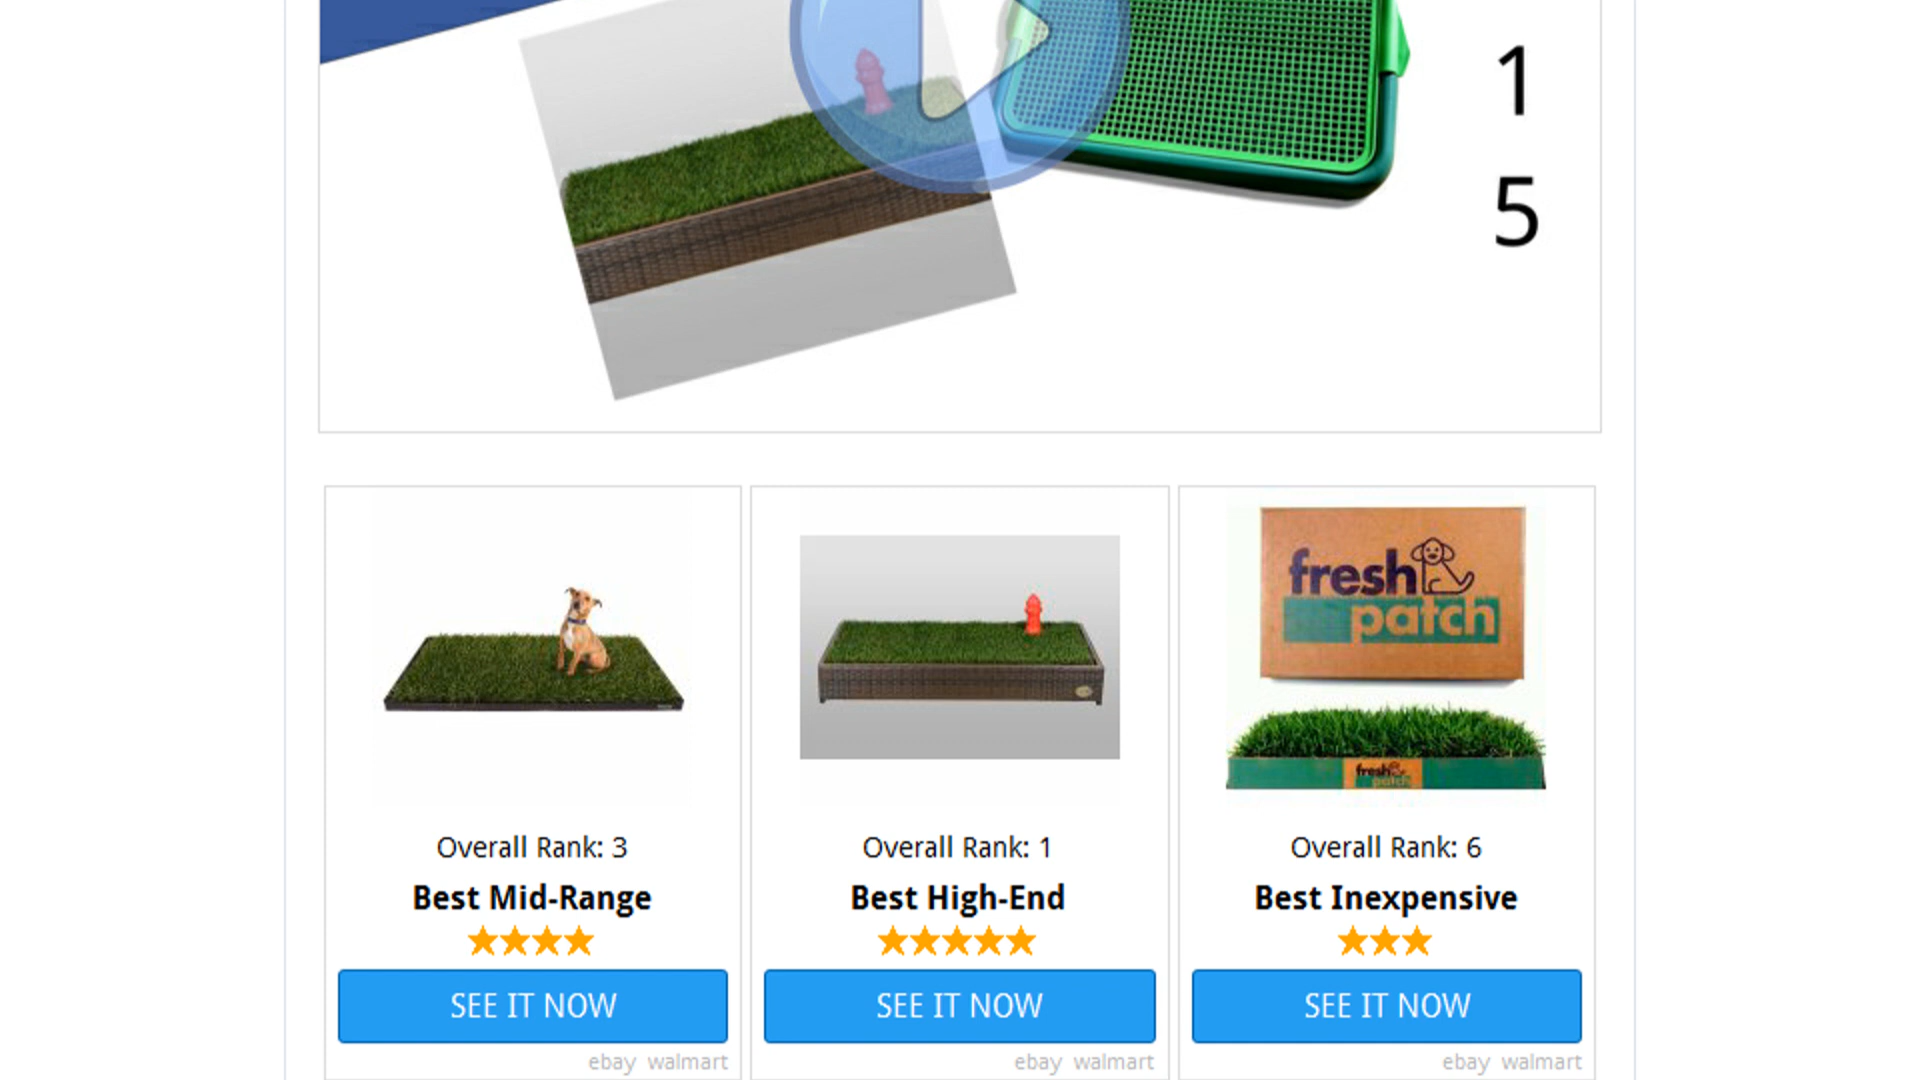 1
5
fresh
patch
fresh
patch
Overall Rank: 3
Best Mid-Range
SEE IT NOW
ebay walmart
Overall Rank: 1
Best High-End
SEE IT NOW
ebay walmart
Overall Rank: 6
Best Inexpensive
SEE IT NOW
ebay walmart